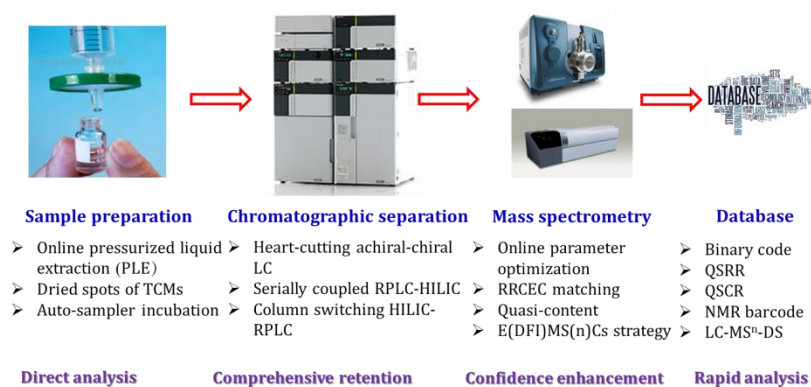 DATABASE
Sample preparation
➢ Online pressurized liquid
extraction (PLE)
➢ Dried spots of TCMs
➢ Auto-sampler incubation
Direct analysis
Chromatographic separation
➢ Heart-cutting achiral-chiral
LC
➢ Serially coupled RPLC-HILIC
➢ Column switching HILIC-
RPLC
Comprehensive retention
Mass spectrometry
➢ Online parameter
optimization
➢ RRCEC matching
➢ Quasi-content
➢ E(DFI)MS(n)Cs strategy
Confidence enhancement
Database
➢ Binary code
➢ QSRR
➢ QSCR
➢ NMR barcode
➢ LC-MSⁿ-DS
Rapid analysis